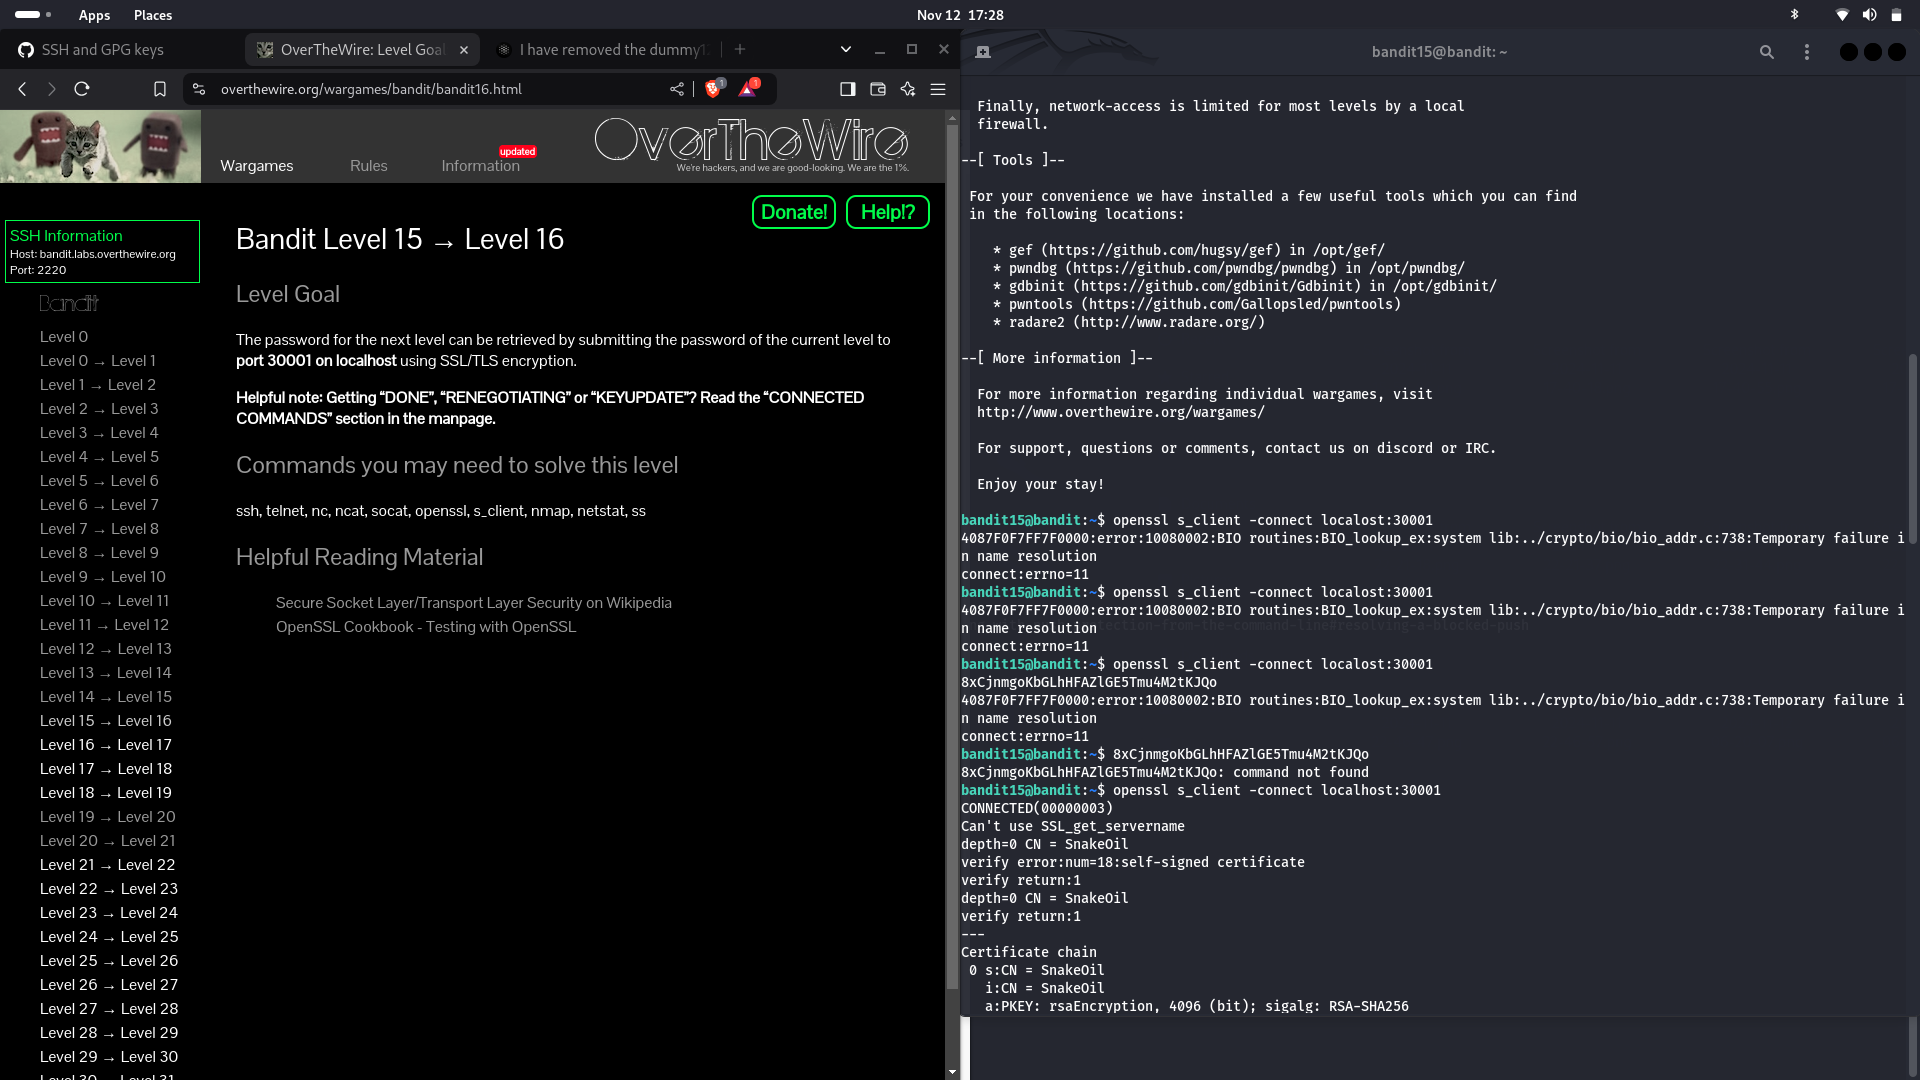 Apps Places
Nov 12 17:28
SSH and GPG keys
OverTheWire: Level Goal
I have removed the dummy
overthewire.org/wargames/bandit/bandit16.html
1
1
Wargames
Rules
Information
updated
OverTheWire
We're hackers, and we are good-looking. We are the 1%.
Donate!
Help!?
SSH Information
Host: bandit.labs.overthewire.org
Port: 2220
Bandit
Level 0
Level 0 → Level 1
Level 1 → Level 2
Level 2 → Level 3
Level 3 → Level 4
Level 4 → Level 5
Level 5 → Level 6
Level 6 → Level 7
Level 7 → Level 8
Level 8 → Level 9
Level 9 → Level 10
Level 10 → Level 11
Level 11 → Level 12
Level 12 → Level 13
Level 13 → Level 14
Level 14 → Level 15
Level 15 → Level 16
Level 16 → Level 17
Level 17 → Level 18
Level 18 → Level 19
Level 19 → Level 20
Level 20 → Level 21
Level 21 → Level 22
Level 22 → Level 23
Level 23 → Level 24
Level 24 → Level 25
Level 25 → Level 26
Level 26 → Level 27
Level 27 → Level 28
Level 28 → Level 29
Level 29 → Level 30
Level 30 → Level 31
Bandit Level 15 → Level 16
Level Goal
The password for the next level can be retrieved by submitting the password of the current level to
port 30001 on localhost using SSL/TLS encryption.
Helpful note: Getting “DONE”, “RENEGOTIATING” or “KEYUPDATE”? Read the “CONNECTED
COMMANDS” section in the manpage.
Commands you may need to solve this level
ssh, telnet, nc, ncat, socat, openssl, s_client, nmap, netstat, ss
Helpful Reading Material
Secure Socket Layer/Transport Layer Security on Wikipedia
OpenSSL Cookbook - Testing with OpenSSL
bandit15@bandit: ~
Finally, network-access is limited for most levels by a local
firewall.
--[ Tools ]--
For your convenience we have installed a few useful tools which you can find
in the following locations:
* gef (https://github.com/hugsy/gef) in /opt/gef/
* pwndbg (https://github.com/pwndbg/pwndbg) in /opt/pwndbg/
* gdbinit (https://github.com/gdbinit/Gdbinit) in /opt/gdbinit/
* pwntools (https://github.com/Gallopsled/pwntools)
* radare2 (http://www.radare.org/)
--[ More information ]--
For more information regarding individual wargames, visit
http://www.overthewire.org/wargames/
For support, questions or comments, contact us on discord or IRC.
Enjoy your stay!
bandit15@bandit:~$ openssl s_client -connect localost:30001
4087F0F7FF7F0000:error:10080002:BIO routines:BIO_lookup_ex:system lib:../crypto/bio/bio_addr.c:738:Temporary failure i
n name resolution
connect:errno=11
bandit15@bandit:~$ openssl s_client -connect localost:30001
4087F0F7FF7F0000:error:10080002:BIO routines:BIO_lookup_ex:system lib:../crypto/bio/bio_addr.c:738:Temporary failure i
n name resolution
connect:errno=11
bandit15@bandit:~$ openssl s_client -connect localost:30001
8xCjnmgoKbGLhHFAZlGE5Tmu4M2tKJQo
4087F0F7FF7F0000:error:10080002:BIO routines:BIO_lookup_ex:system lib:../crypto/bio/bio_addr.c:738:Temporary failure i
n name resolution
connect:errno=11
bandit15@bandit:~$ 8xCjnmgoKbGLhHFAZlGE5Tmu4M2tKJQo
8xCjnmgoKbGLhHFAZlGE5Tmu4M2tKJQo: command not found
bandit15@bandit:~$ openssl s_client -connect localhost:30001
CONNECTED(00000003)
Can't use SSL_get_servername
depth=0 CN = SnakeOil
verify error:num=18:self-signed certificate
verify return:1
depth=0 CN = SnakeOil
verify return:1
---
Certificate chain
0 s:CN = SnakeOil
i:CN = SnakeOil
a:PKEY: rsaEncryption, 4096 (bit); sigalg: RSA-SHA256